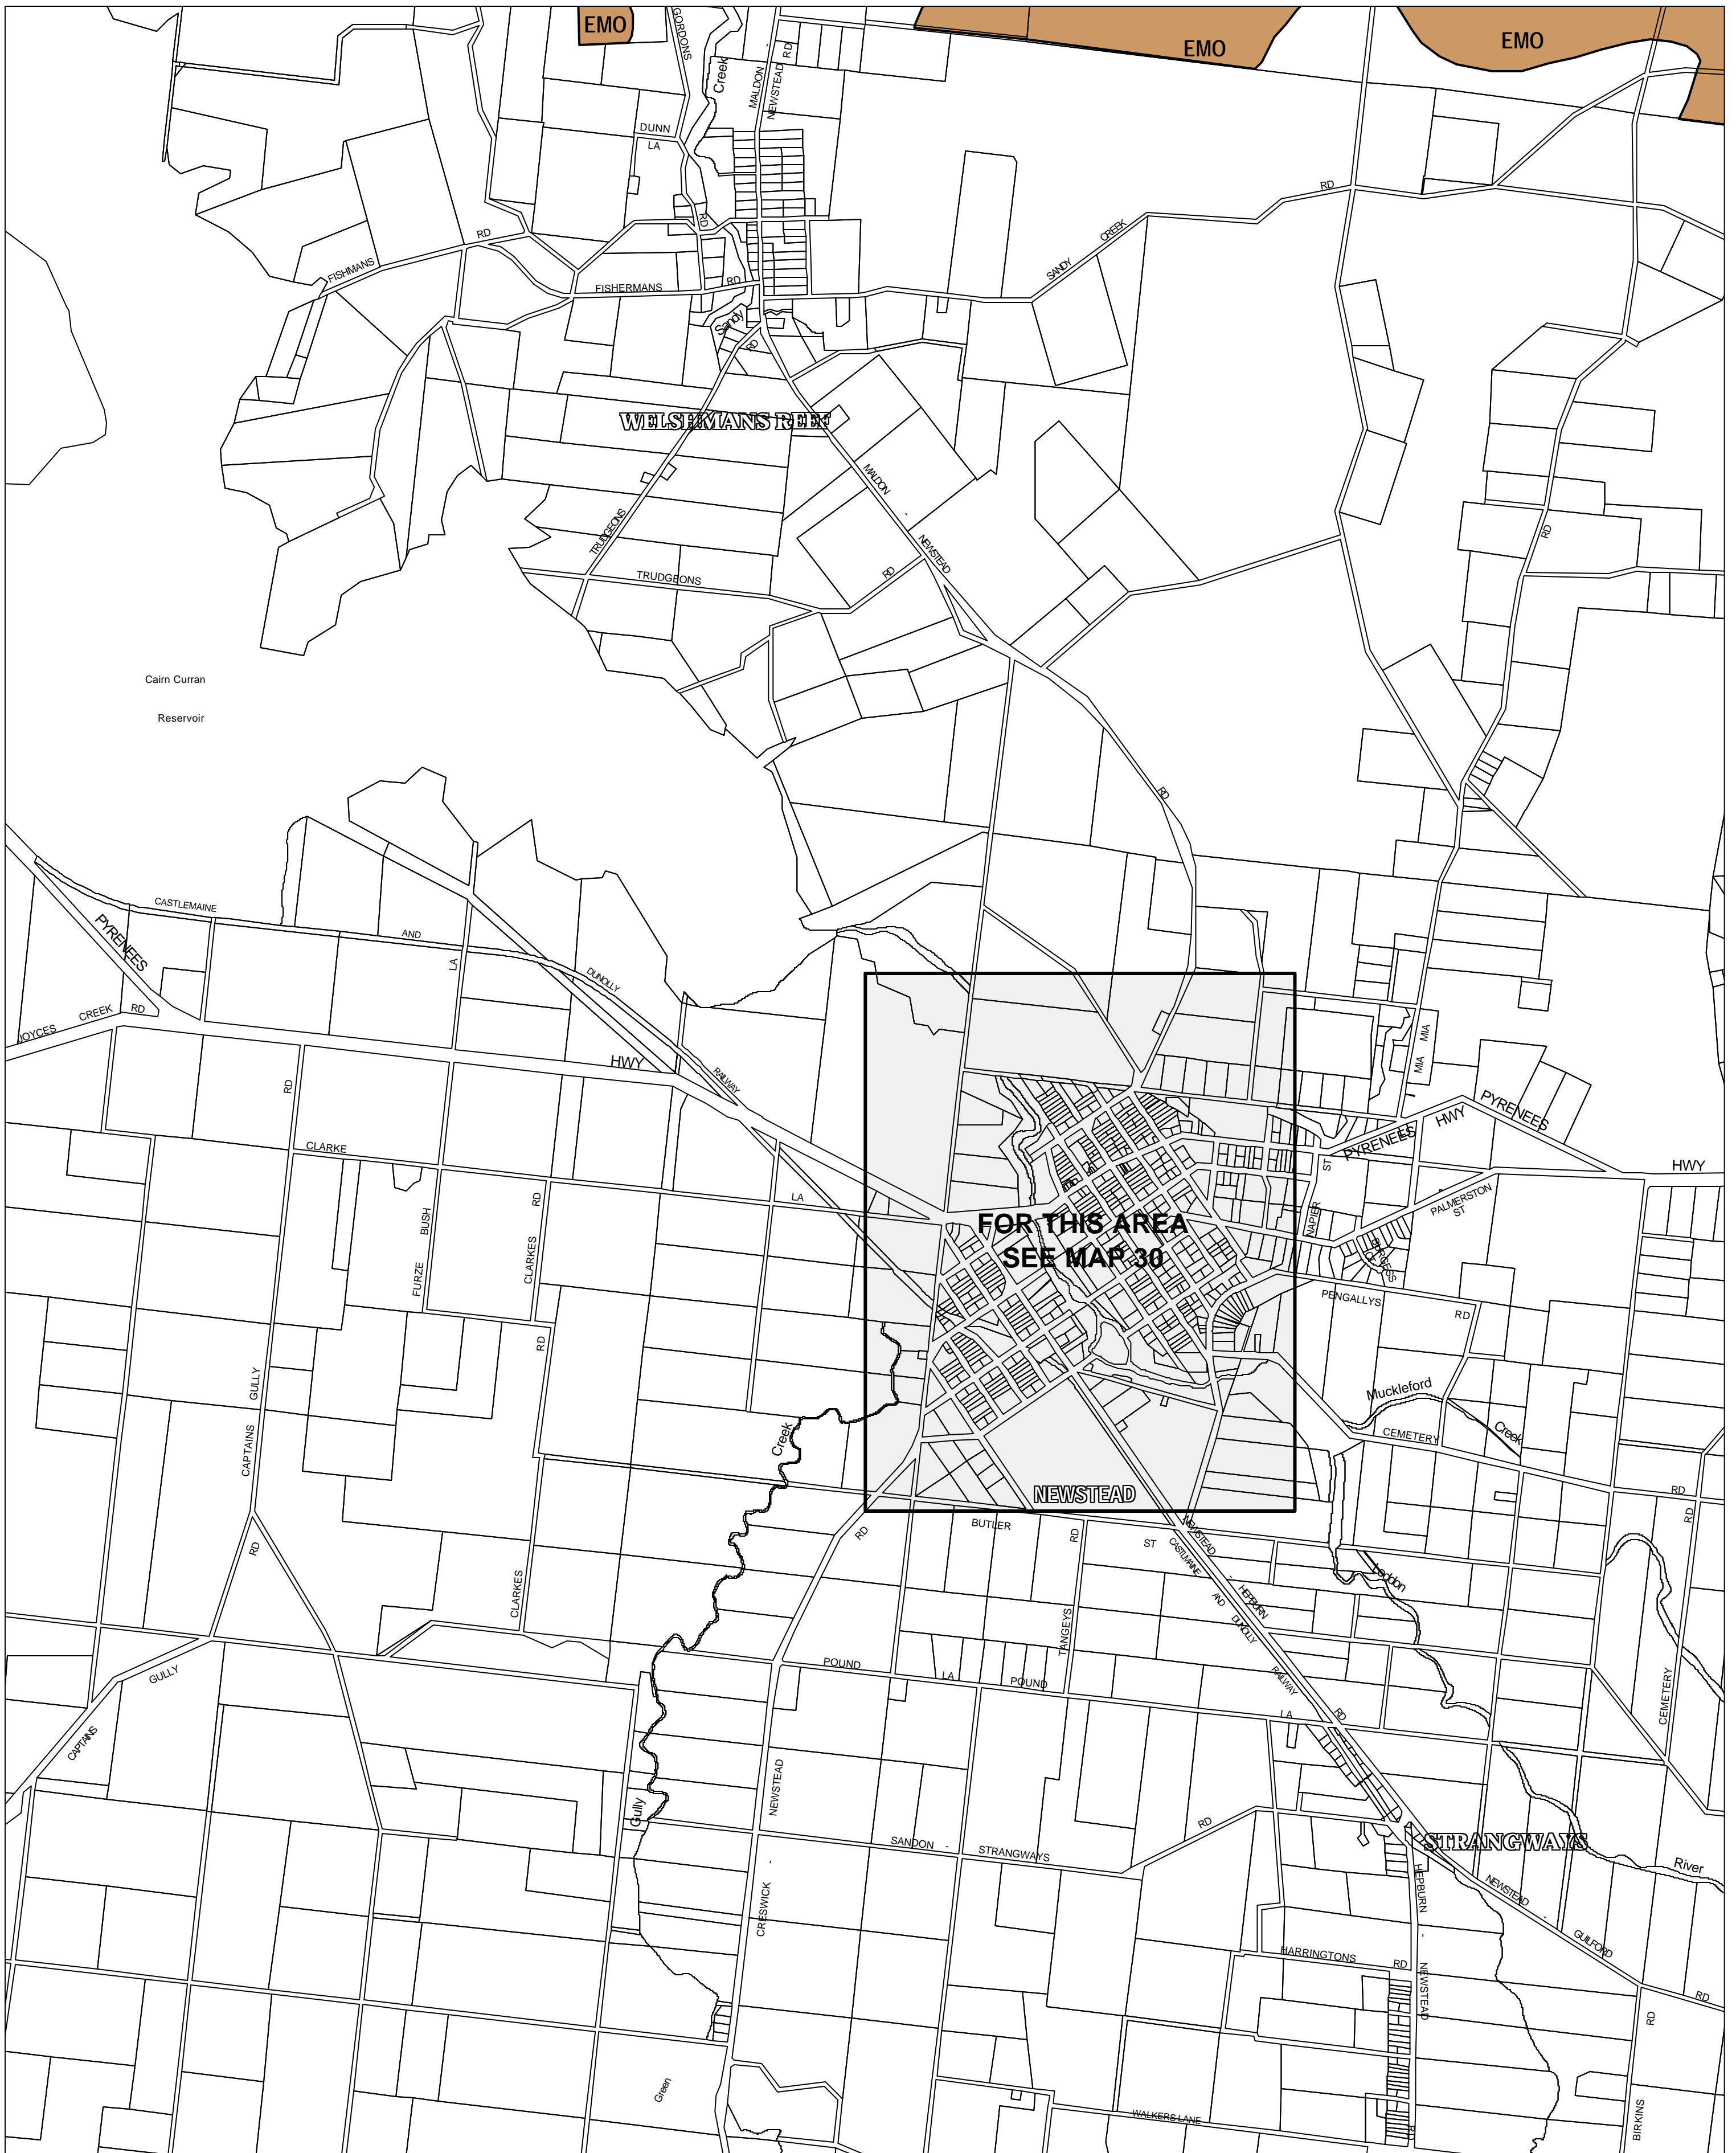 EMO
EMO
EMO
GORDONS
Creek
MALDON
-
NEWSTEAD
RD
DUNN
LA
RD
RD
SANDY
CREEK
RD
FISHMANS
RD
FISHERMANS
RD
Sandy
RD
WELSHMANS REEF
MALDON
-
NEWSTEAD
TRUDGEONS
TRUDGEONS
RD
RD
Cairn Curran
Reservoir
RD
CASTLEMAINE
AND
DUNOLLY
RAILWAY
PYRENEES
LA
JOYCES
CREEK
RD
HWY
RD
MIA
MIA
PYRENEES
HWY
PYRENEES
HWY
CLARKE
LA
ST
NAPIER
PALMERSTON
ST
BURGESS
FOR THIS AREA
SEE MAP 30
BUSH
FURZE
RD
CLARKES
RD
PENGALLYS
RD
GULLY
CAPTAINS
Muckleford
Creek
Creek
CEMETERY
RD
RD
NEWSTEAD
BUTLER
RD
ST
RD
RD
NEWSTEAD
-
HEPBURN
CASTLEMAINE
AND
DUNOLLY
RAILWAY
RD
Loddon
CLARKES
TANGEYS
POUND
LA
POUND
LA
GULLY
CAPTAINS
CEMETERY
NEWSTEAD
-
CRESWICK
Gully
SANDON -
STRANGWAYS
RD
STRANGWAYS
River
HEPBURN
-
NEWSTEAD
RD
NEWSTEAD
-
GUILFORD
RD
HARRINGTONS
RD
RD
BIRKINS
Green
WALKERS LANE